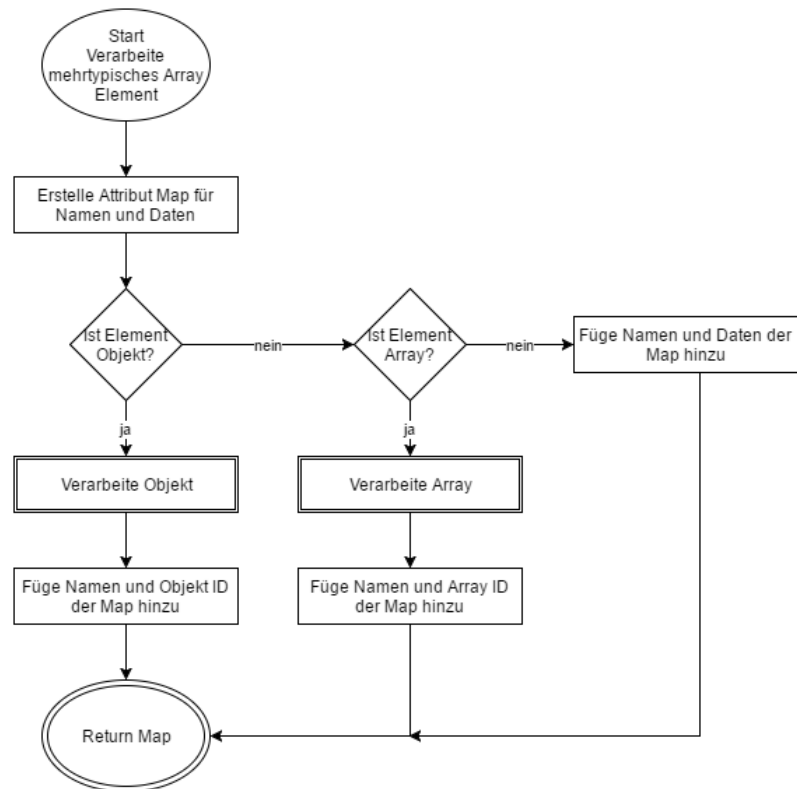 Start
Verarbeite
mehrtypisches Array
Element
Erstelle Attribut Map für
Namen und Daten
Ist Element
Objekt?
nein
Ist Element
Array?
nein
Füge Namen und Daten der
Map hinzu
ja
ja
Verarbeite Objekt
Verarbeite Array
Füge Namen und Objekt ID
der Map hinzu
Füge Namen und Array ID
der Map hinzu
Return Map